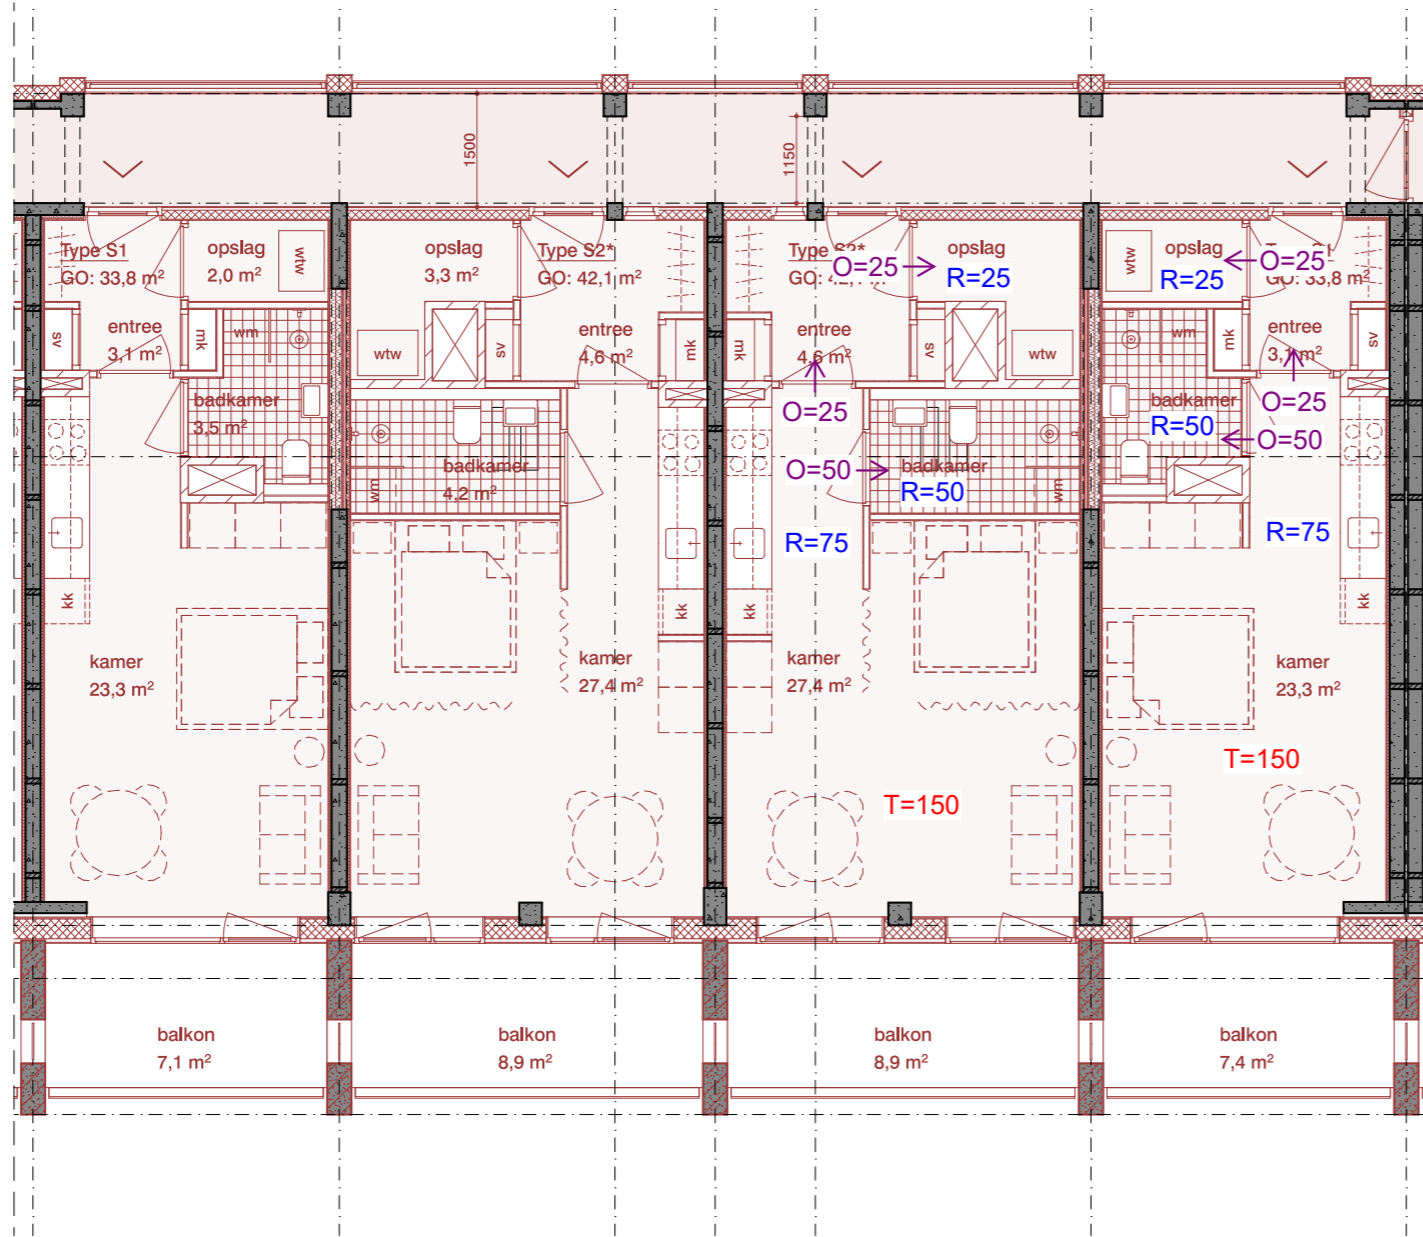 1500
1150
Type S1
GO: 33,8 m²
opslag
2,0 m²
wtw
entree
3,1 m²
sv
mk
wm
badkamer
3,5 m²
kk
kamer
23,3 m²
balkon
7,1 m²
opslag
3,3 m²
Type S2*
GO: 42,1 m²
wtw
sv
entree
4,6 m²
mk
badkamer
4,2 m²
wm
kk
kamer
27,4 m²
balkon
8,9 m²
Type S2*
O=25
opslag
R=25
mk
entree
4,6 m²
sv
wtw
O=25
O=50
badkamer
R=50
wm
R=75
kk
kamer
27,4 m²
T=150
balkon
8,9 m²
wtw
opslag
R=25
O=25
GO: 33,8 m²
wm
mk
entree
3,1 m²
sv
badkamer
R=50
O=25
O=50
R=75
kk
kamer
23,3 m²
T=150
balkon
7,4 m²